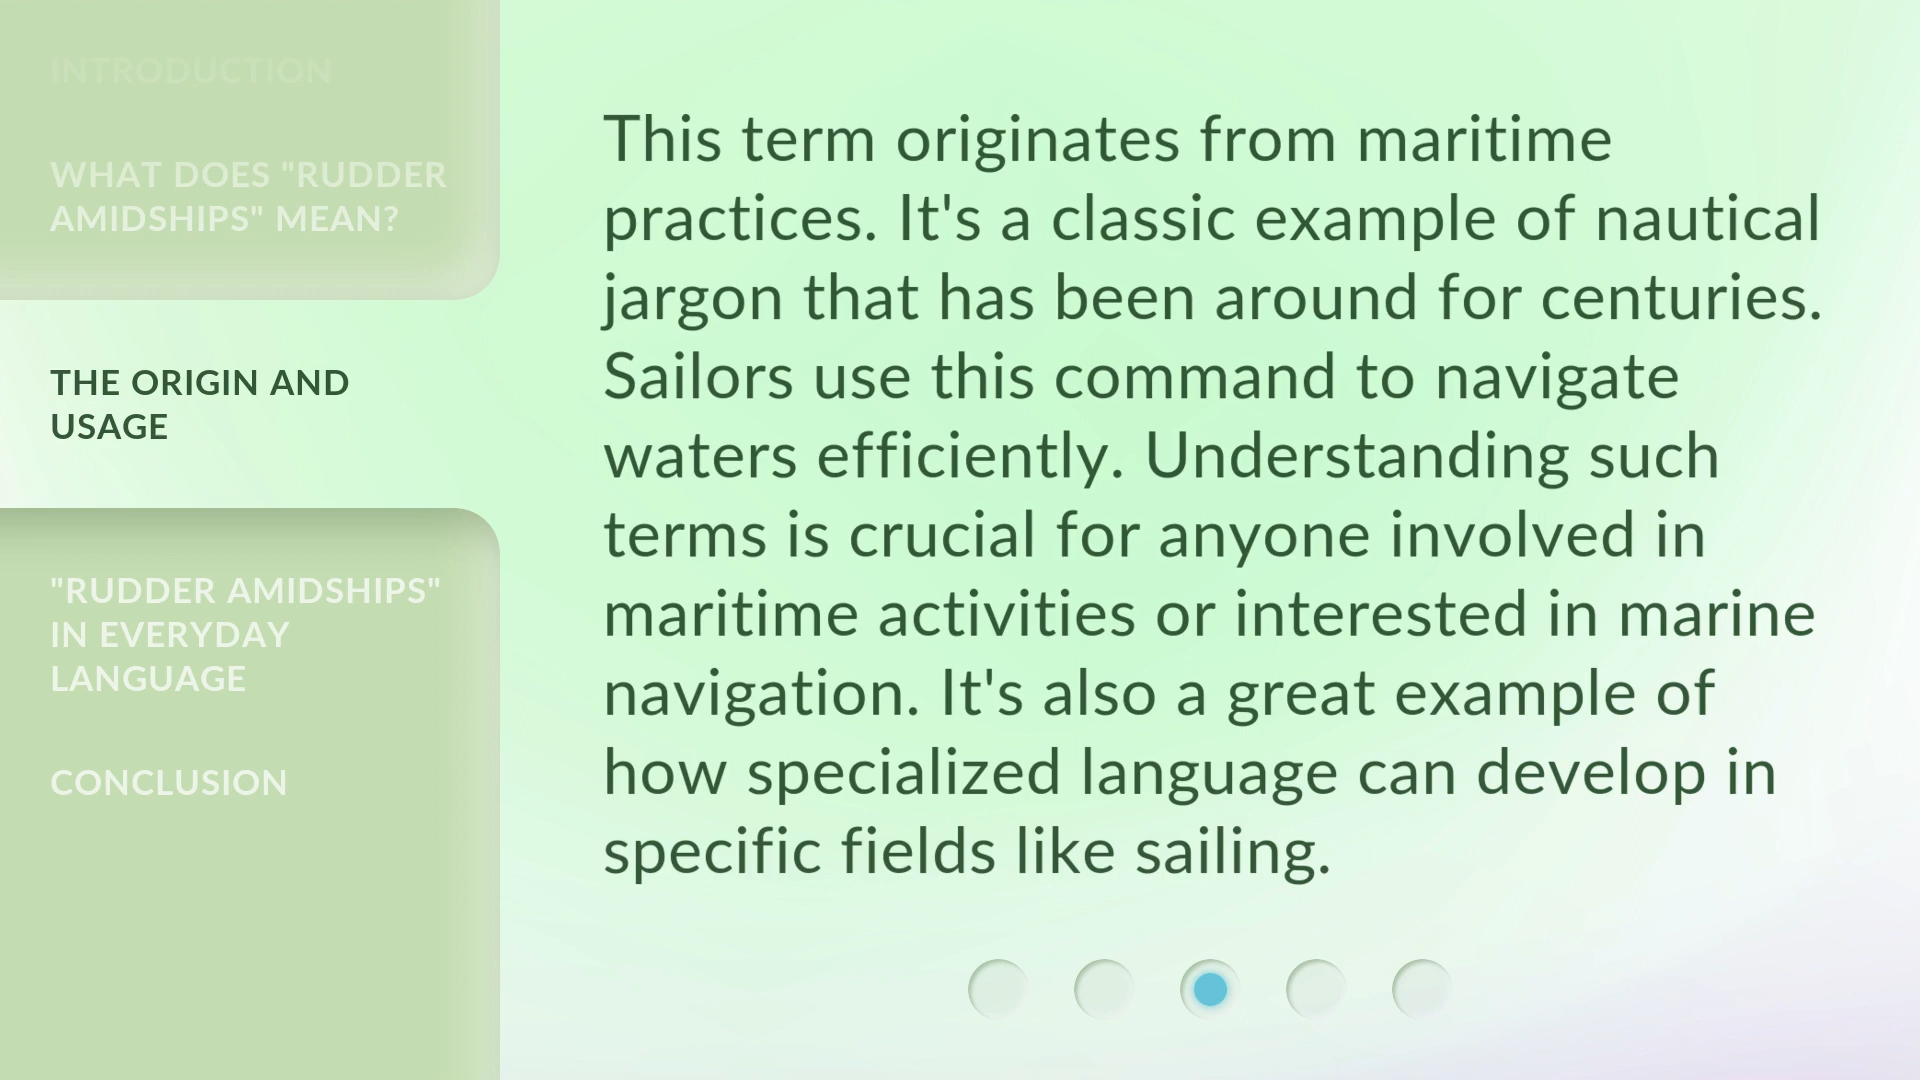 INTRODUCTION
WHAT DOES "RUDDER
AMIDSHIPS" MEAN?
THE ORIGIN AND
USAGE
"RUDDER AMIDSHIPS"
IN EVERYDAY
LANGUAGE
CONCLUSION
This term originates from maritime
practices. It's a classic example of nautical
jargon that has been around for centuries.
Sailors use this command to navigate
waters efficiently. Understanding such
terms is crucial for anyone involved in
maritime activities or interested in marine
navigation. It's also a great example of
how specialized language can develop in
specific fields like sailing.